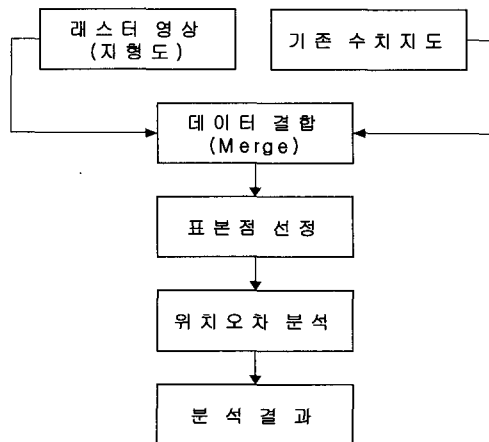 래스터 영상
(지형도)
기존 수치지도
데이터 결합
(Merge)
표본점 선정
위치오차 분석
분석결과